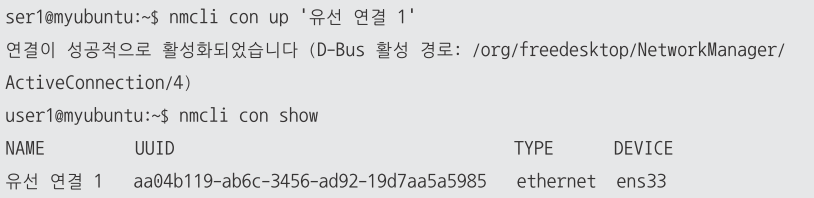 ser1@myubuntu:~$ nmcli con up '유선 연결 1'
연결이 성공적으로 활성화되었습니다 (D-Bus 활성 경로: /org/freedesktop/NetworkManager/
ActiveConnection/4)
user1@myubuntu:~$ nmcli con show
NAME UUID TYPE DEVICE
유선 연결 1 aa04b119-ab6c-3456-ad92-19d7aa5a5985 ethernet ens33